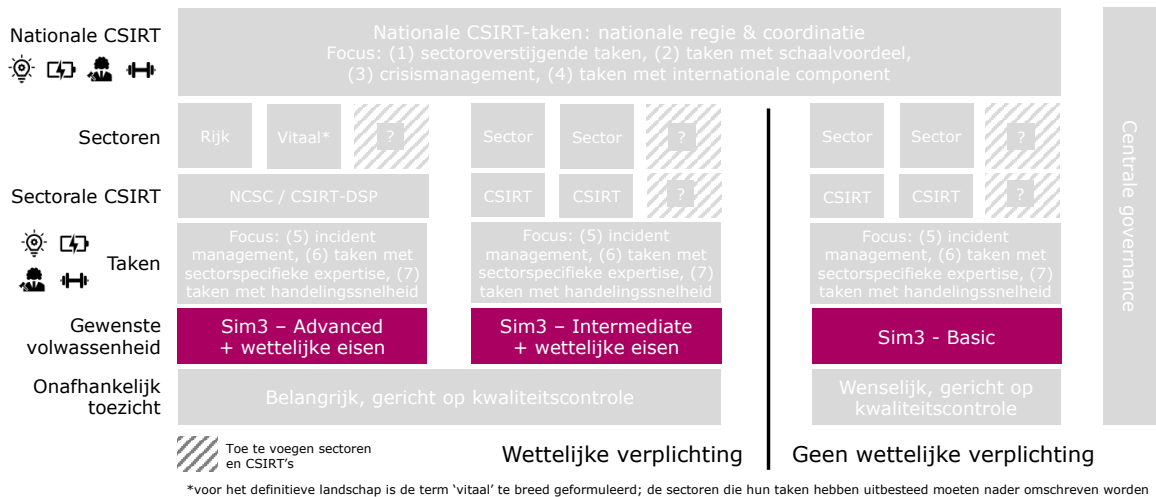 Nationale CSIRT
Nationale CSIRT-taken: nationale regie & coordinatie
Focus: (1) sectoroverstijgende taken, (2) taken met schaalvoordeel,
(3) crisismanagement, (4) taken met internationale component
Centrale governance
Sectoren
Rijk
Vitaal*
?
Sector
Sector
?
Sector
Sector
?
Sectorale CSIRT
NCSC / CSIRT-DSP
CSIRT
CSIRT
?
CSIRT
CSIRT
?
Taken
Focus: (5) incident
management, (6) taken met
sectorspecifieke expertise, (7)
taken met handelingssnelheid
Focus: (5) incident
management, (6) taken met
sectorspecifieke expertise, (7)
taken met handelingssnelheid
Focus: (5) incident
management, (6) taken met
sectorspecifieke expertise, (7)
taken met handelingssnelheid
Gewenste
volwassenheid
Sim3 – Advanced
+ wettelijke eisen
Sim3 – Intermediate
+ wettelijke eisen
Sim3 - Basic
Onafhankelijk
toezicht
Belangrijk, gericht op kwaliteitscontrole
Wenselijk, gericht op
kwaliteitscontrole
Toe te voegen sectoren
en CSIRT's
Wettelijke verplichting
Geen wettelijke verplichting
*voor het definitieve landschap is de term 'vitaal' te breed geformuleerd; de sectoren die hun taken hebben uitbesteed moeten nader omschreven worden